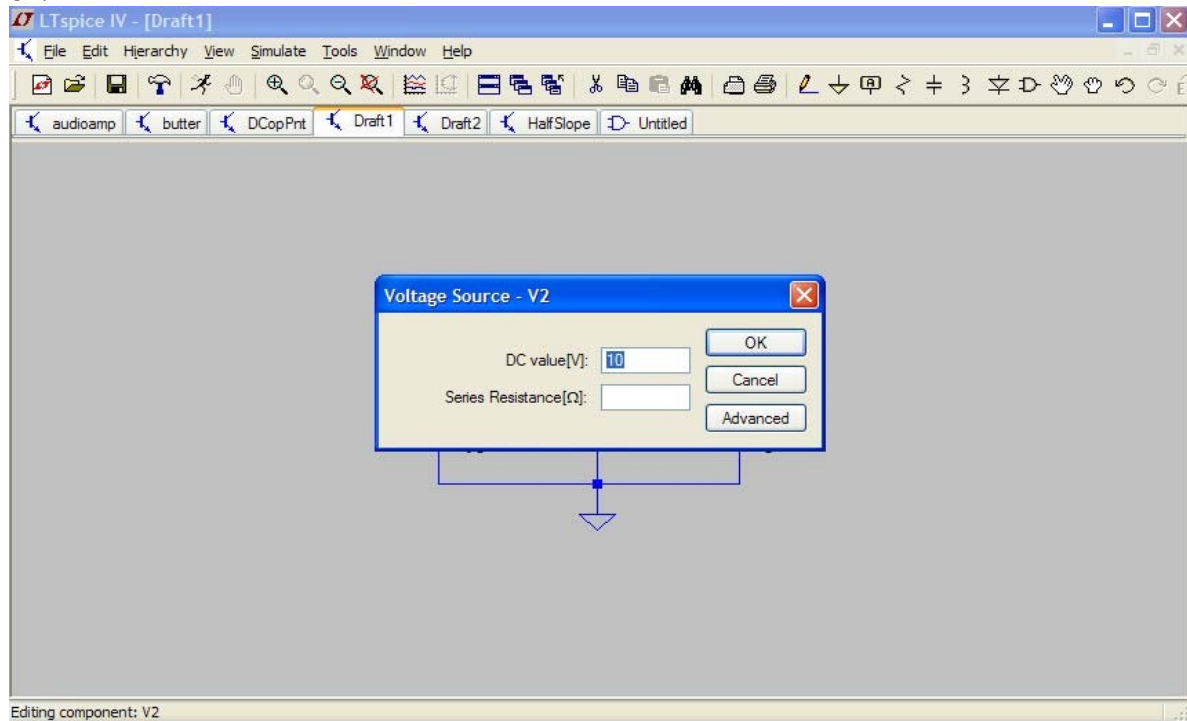 LTspice IV - [Draft1]
File Edit Hierarchy View Simulate Tools Window Help
audioamp butter DCopPnt Draft1 Draft2 HalfSlope Untitled
Voltage Source - V2
DC value[V]: 10
OK
Series Resistance[Ω]:
Cancel
Advanced
Editing component: V2